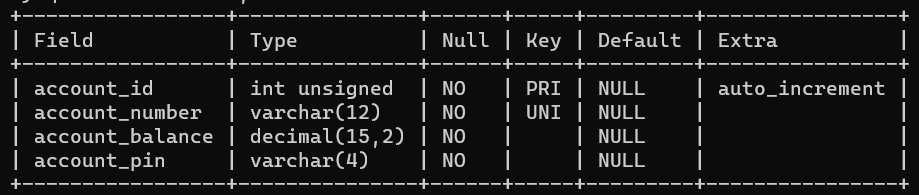 +------------------+---------------+------+-----+---------+----------------+
| Field            | Type          | Null | Key | Default | Extra          |
+------------------+---------------+------+-----+---------+----------------+
| account_id       | int unsigned  | NO   | PRI | NULL    | auto_increment |
| account_number   | varchar(12)   | NO   | UNI | NULL    |                |
| account_balance  | decimal(15,2) | NO   |     | NULL    |                |
| account_pin      | varchar(4)    | NO   |     | NULL    |                |
+------------------+---------------+------+-----+---------+----------------+